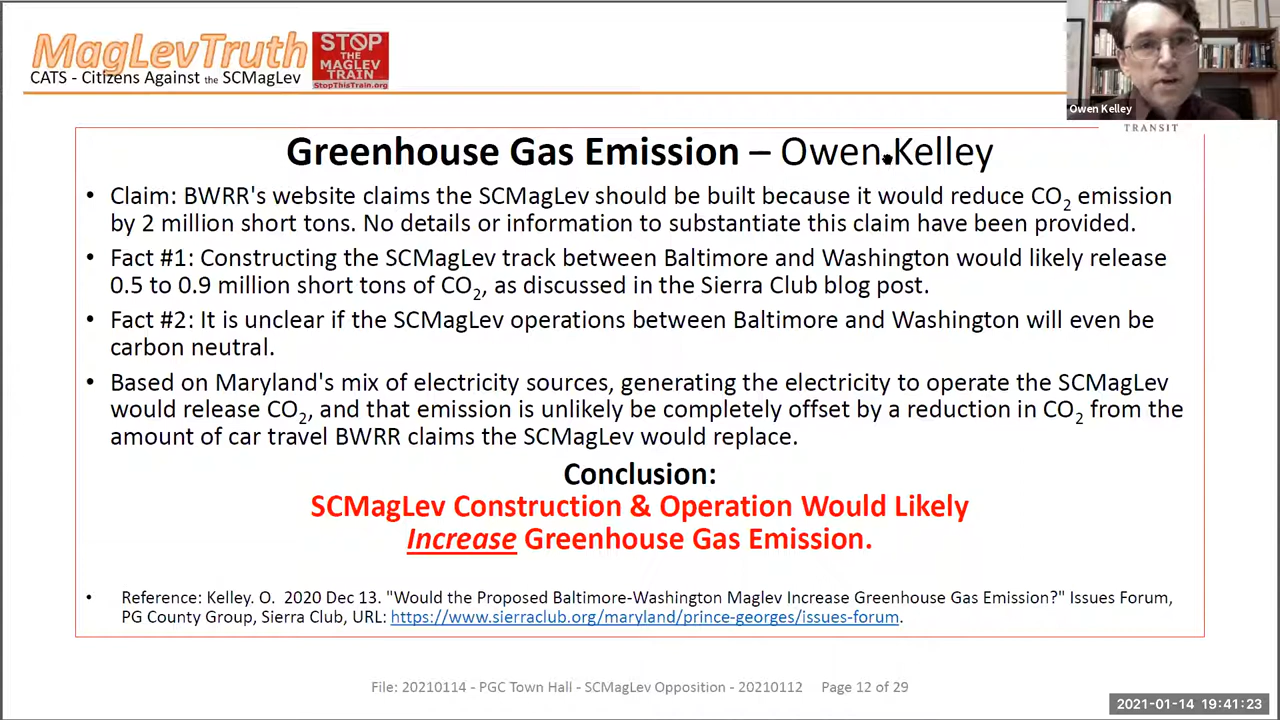 MagLevTruth
CATS - Citizens Against the SCMagLev
STOP
THE
MAGLEV
TRAIN
StopThisTrain.org
Owen Kelley
TRANSIT
Greenhouse Gas Emission – Owen Kelley
• Claim: BWRR's website claims the SCMagLev should be built because it would reduce CO2 emission
by 2 million short tons. No details or information to substantiate this claim have been provided.
• Fact #1: Constructing the SCMagLev track between Baltimore and Washington would likely release
0.5 to 0.9 million short tons of CO2, as discussed in the Sierra Club blog post.
• Fact #2: It is unclear if the SCMagLev operations between Baltimore and Washington will even be
carbon neutral.
• Based on Maryland's mix of electricity sources, generating the electricity to operate the SCMagLev
would release CO2, and that emission is unlikely be completely offset by a reduction in CO2 from the
amount of car travel BWRR claims the SCMagLev would replace.
Conclusion:
SCMagLev Construction & Operation Would Likely
Increase Greenhouse Gas Emission.
• Reference: Kelley. O. 2020 Dec 13. "Would the Proposed Baltimore-Washington Maglev Increase Greenhouse Gas Emission?" Issues Forum,
PG County Group, Sierra Club, URL: https://www.sierraclub.org/maryland/prince-georges/issues-forum.
File: 20210114 - PGC Town Hall - SCMagLev Opposition - 20210112 Page 12 of 29
2021-01-14 19:41:23